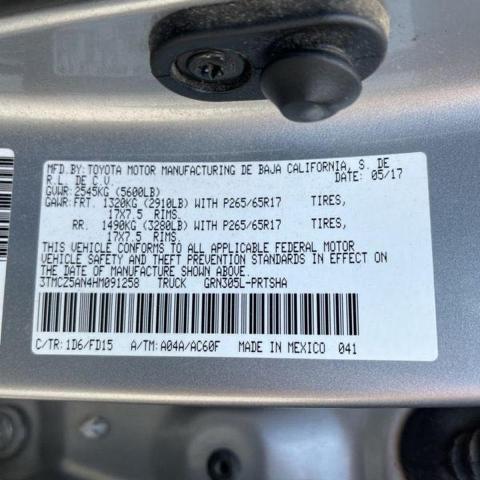 MFD.BY:TOYOTA MOTOR MANUFACTURING DE BAJA CALIFORNIA, S. DE
R.L. DE C.V. DATE: 05/17
GVWR:2545KG (5600LB)
GAWR:FRT. 1320KG (2910LB) WITH P265/65R17 TIRES,
17X7.5 RIMS.
RR. 1490KG (3280LB) WITH P265/65R17 TIRES,
17X7.5 RIMS.
THIS VEHICLE CONFORMS TO ALL APPLICABLE FEDERAL MOTOR
VEHICLE SAFETY AND THEFT PREVENTION STANDARDS IN EFFECT ON
THE DATE OF MANUFACTURE SHOWN ABOVE.
3TMCZ5AN4HM091258 TRUCK GRN305L-PRTSHA
C/TR:1D6/FD15 A/TM:A04A/AC60F MADE IN MEXICO 041